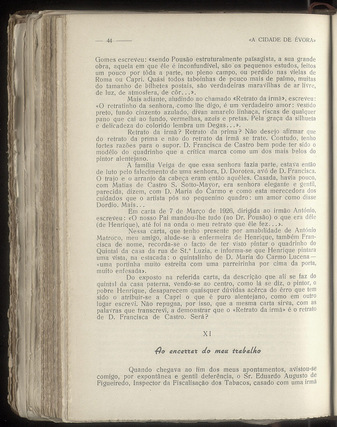 — 44 — «A CIDADE DE ÉVORA»
Gomes escreveu: «sendo Pousão estruturalmente paisagista, a sua grande
obra, aquela em que êle é inconfundível, são os pequenos estudos, feitos
um pouco por tôda a parte, no pleno campo, ou perdido nas vielas de
Roma ou Capri. Quási todos tabuinhas de pouco mais de palmo, muitas
do tamanho de bilhetes postais, são verdadeiras maravilhas de ar livre,
de luz, de atmosfera, de côr...».
Mais adiante, aludindo ao chamado «Retrato da irmã», escreveu:
«O retratinho da senhora, como lhe digo, é um verdadeiro amor: vestido
preto, fundo cinzento azulado, dingo amarelo linhaça, riscas de qualquer
pano que cai ao fundo, vermelhas, azuis e pretas. Pela graça da silhueta
e delicadeza do colorido lembra um Degas...».
Retrato da irmã? Retrato da prima? Não desejo afirmar que
do retrato da prima e não do retrato da irmã se trate. Contudo, tenho
fortes razões para o supor. D. Francisca de Castro bem pode ter sido o
modêlo do quadrinho que a crítica marca como um dos mais belos do
pintor alentejano.
A família Veiga de que essa senhora fazia parte, estava então
de luto pelo falecimento de uma senhora, D. Dorotea, avó de D. Francisca.
O trajo e o arranjo da cabeça eram então aquêles. Casada, havia pouco,
com Matias de Castro S. Souto-Mayor, era senhora elegante e gentil,
parecida, dizem, com D. Maria do Carmo e como esta merecedora dos
cuidados que o artista pôs no pequenino quadro: um amor como disse
Dordio. Mais...
Em carta de 7 de Março de 1920, dirigida ao irmão António,
escreveu: «O nosso Pai mandou-lhe tudo (ao Dr. Pousão) o que era dêle
(de Henrique), até foi na onda o meu retrato que êle fez...».
Nessa carta, que tenho presente por amabilidade de António
Matroco, meu amigo, alude-se à estadia de Henrique, também Fran-
cisca de nome, recorda-se o facto de ter visto pintar o quadrinho do
Quintal da casa da rua de St.ª Luzia, e informa-se que Henrique pintou
uma vista, na estacada: o quintalinho de D. Maria do Carmo Lucena—
«uma portinha muito estreita com uma parreirinha por cima da porta,
muito enfolsada».
Do exposto na referida carta, da descrição que ali se faz do
quintal da casa paterna, vendo-se ao centro, como lá se diz, o pintor, o
pobre Henrique, desaparecem quaisquer dúvidas acêrca do êrro que tem
sido o atribuir-se a Capri o que é puro alentejano, como em outro
lugar escrevi. Não repugna, por isso, que a mesma carta sirva, com as
palavras que transcrevi, a demonstrar que o «Retrato da irmã» é o retrato
de D. Francisca de Castro. Será?
XI
Ao encerrar do meu trabalho
Quando chegava ao fim dos meus apontamentos, avistou-se
comigo, por espontânea e gentil deferência, o Sr. Eduardo Augusto de
Figueiredo, Inspector da Fiscalização dos Tabacos, casado com uma irmã